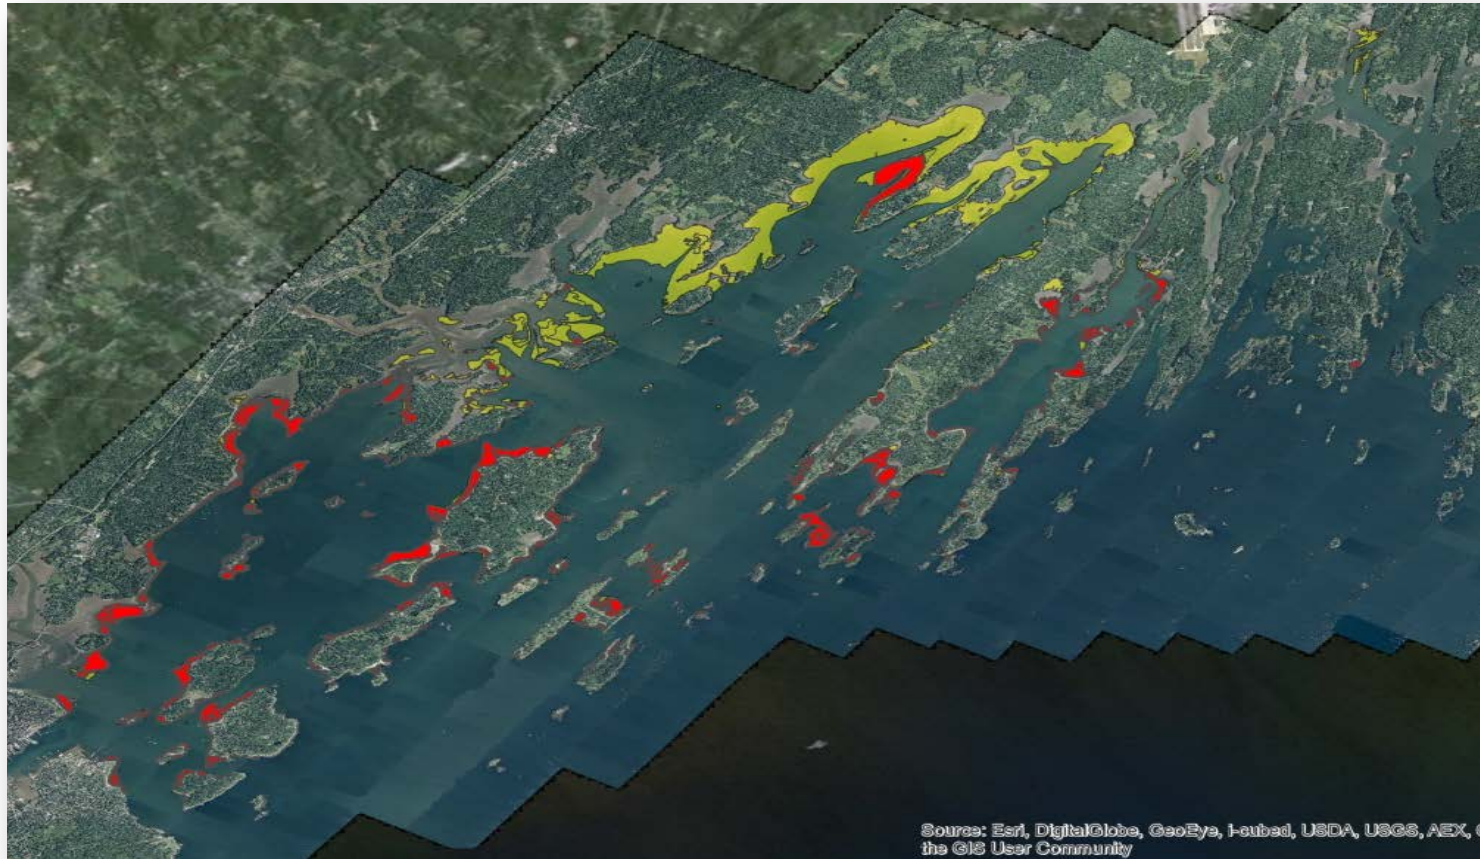 Source: Esri, DigitalGlobe, GeoEye, i-cubed, USDA, USGS, AEX,
the GIS User Community